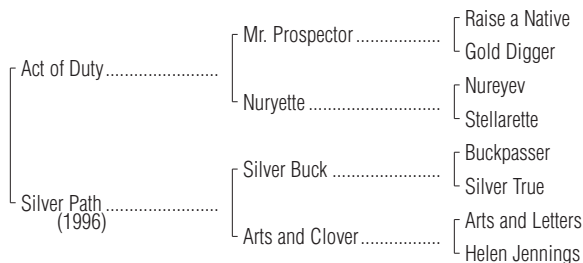 Raise a Native
Mr. Prospector ..................
Gold Digger
Act of Duty ........................
Nureyev
Nuryette ............................
Stellarette
Buckpasser
Silver Buck .......................
Silver True
Silver Path ........................
(1996)
Arts and Letters
Arts and Clover.................
Helen Jennings